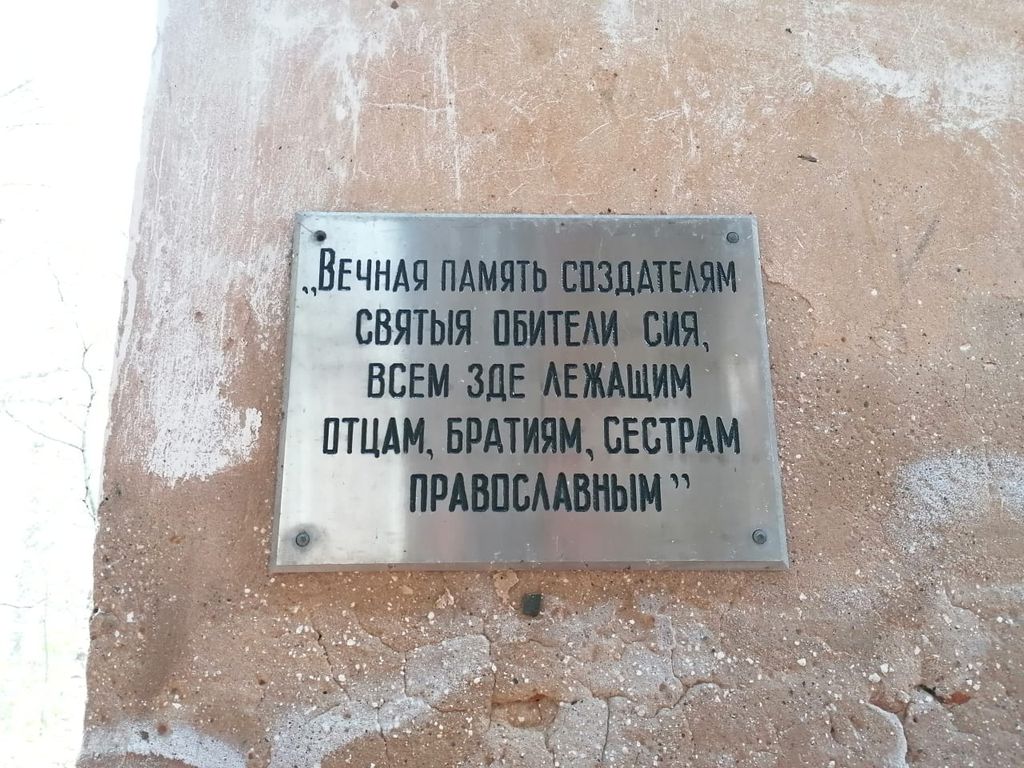 „Вечная память создателям
святыя обители сия,
всем зде лежащим
отцам, братиям, сестрам
православным”